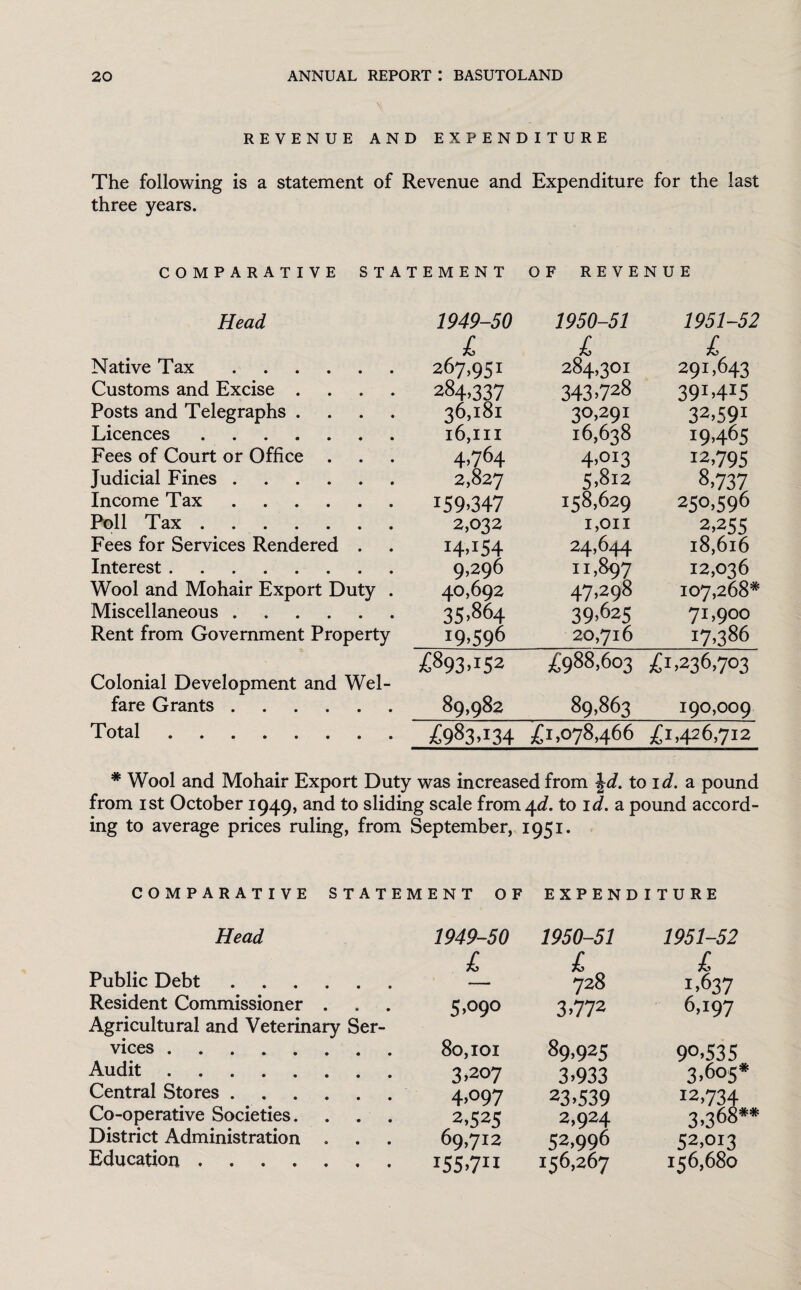 20 ANNUAL REPORT : BASUTOLAND
REVENUE AND EXPENDITURE
The following is a statement of Revenue and Expenditure for the last
three years.
COMPARATIVE STATEMENT OF REVENUE
Head 1949-50 1950-51 1951-52
£ £ £
Native Tax . . . . . . 267,951 284,301 291,643
Customs and Excise . . . . 284,337 343,728 391,415
Posts and Telegraphs . . . . 36,181 30,291 32,591
Licences . . . . . . . 16,111 16,638 19,465
Fees of Court or Office . . . 4,764 4,013 12,795
Judicial Fines . . . . . . 2,827 5,812 8,737
Income Tax . . . . . . 159,347 158,629 250,596
Poll Tax . . . . . . . 2,032 1,011 2,255
Fees for Services Rendered . . 14,154 24,644 18,616
Interest . . . . . . . . 9,296 11,897 12,036
Wool and Mohair Export Duty . 40,692 47,298 107,268*
Miscellaneous . . . . . . 35,864 39,625 71,900
Rent from Government Property 19,596 20,716 17,386
£893,152 £988,603 £1,236,703
Colonial Development and Wel-
fare Grants . . . . . . 89,982 89,863 190,009
Total . . . . . . . . £983,134 £1,078,466 £1,426,712
* Wool and Mohair Export Duty was increased from ½d. to 1d. a pound
from 1st October 1949, and to sliding scale from 4d. to 1d. a pound accord-
ing to average prices ruling, from September, 1951.
COMPARATIVE STATEMENT OF EXPENDITURE
Head 1949-50 1950-51 1951-52
£ £ £
Public Debt . . . . . . — 728 1,637
Resident Commissioner . . . 5,090 3,772 6,197
Agricultural and Veterinary Ser-
vices . . . . . . . . 80,101 89,925 90,535
Audit . . . . . . . . 3,207 3,933 3,605*
Central Stores . . . . . . 4,097 23,539 12,734
Co-operative Societies. . . . 2,525 2,924 3,368**
District Administration . . . 69,712 52,996 52,013
Education . . . . . . . 155,711 156,267 156,680